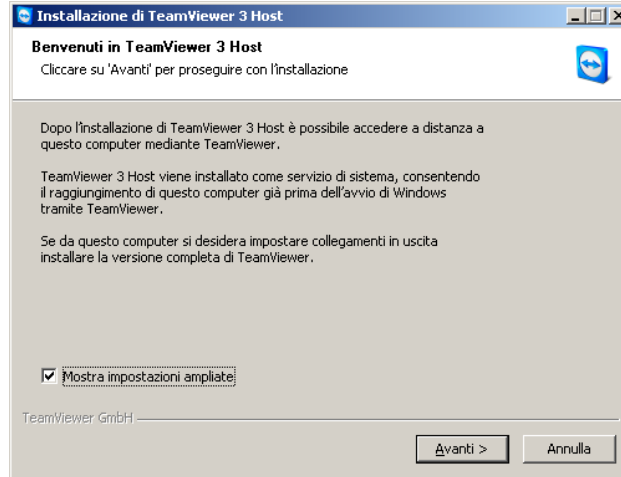 Installazione di TeamViewer 3 Host
Benvenuti in TeamViewer 3 Host
Cliccare su 'Avanti' per proseguire con l'installazione
Dopo l'installazione di TeamViewer 3 Host è possibile accedere a distanza a
questo computer mediante TeamViewer.
TeamViewer 3 Host viene installato come servizio di sistema, consentendo
il raggiungimento di questo computer già prima dell'avvio di Windows
tramite TeamViewer.
Se da questo computer si desidera impostare collegamenti in uscita
installare la versione completa di TeamViewer.
Mostra impostazioni ampliate
TeamViewer GmbH
Avanti >
Annulla